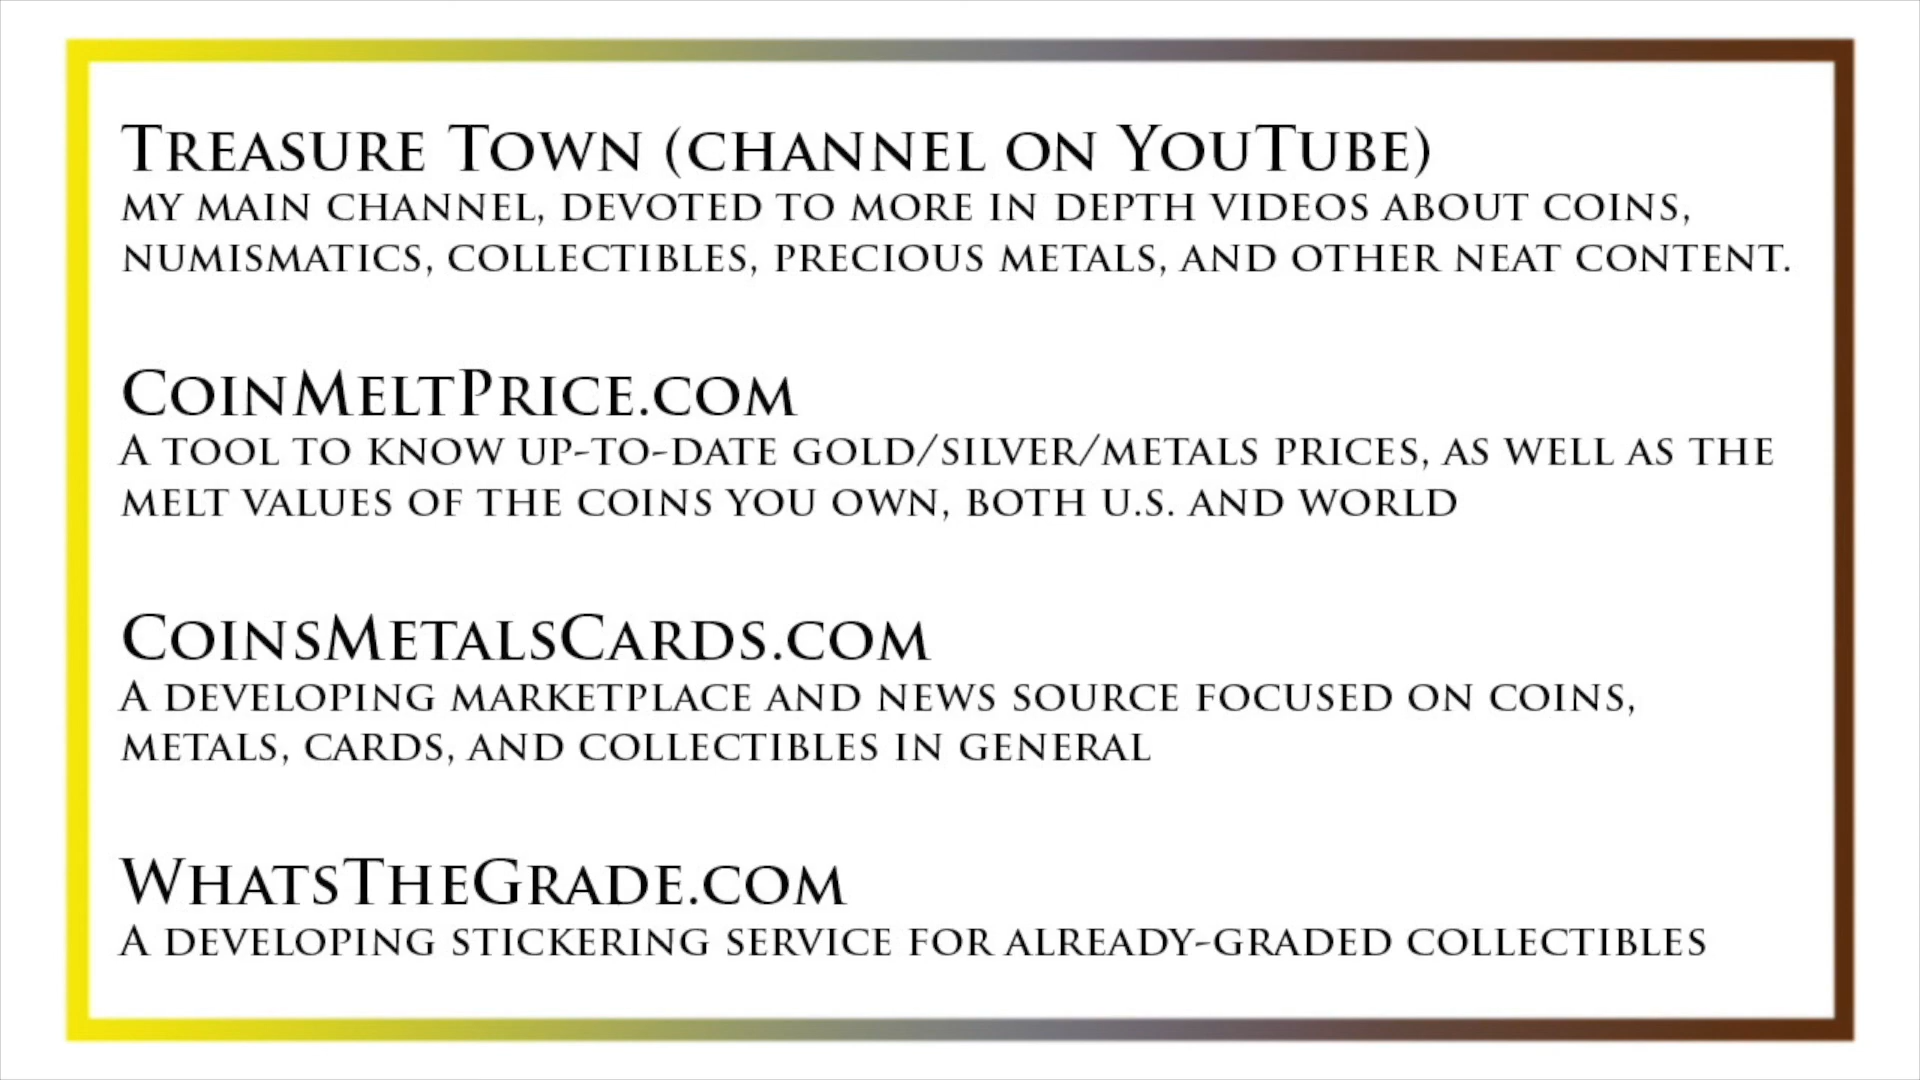 Treasure Town (channel on YouTube)
my main channel, devoted to more in depth videos about coins,
numismatics, collectibles, precious metals, and other neat content.
CoinMeltPrice.com
A tool to know up-to-date gold/silver/metals prices, as well as the
melt values of the coins you own, both U.S. and world
CoinsMetalsCards.com
A developing marketplace and news source focused on coins,
metals, cards, and collectibles in general
WhatsTheGrade.com
A developing stickering service for already-graded collectibles